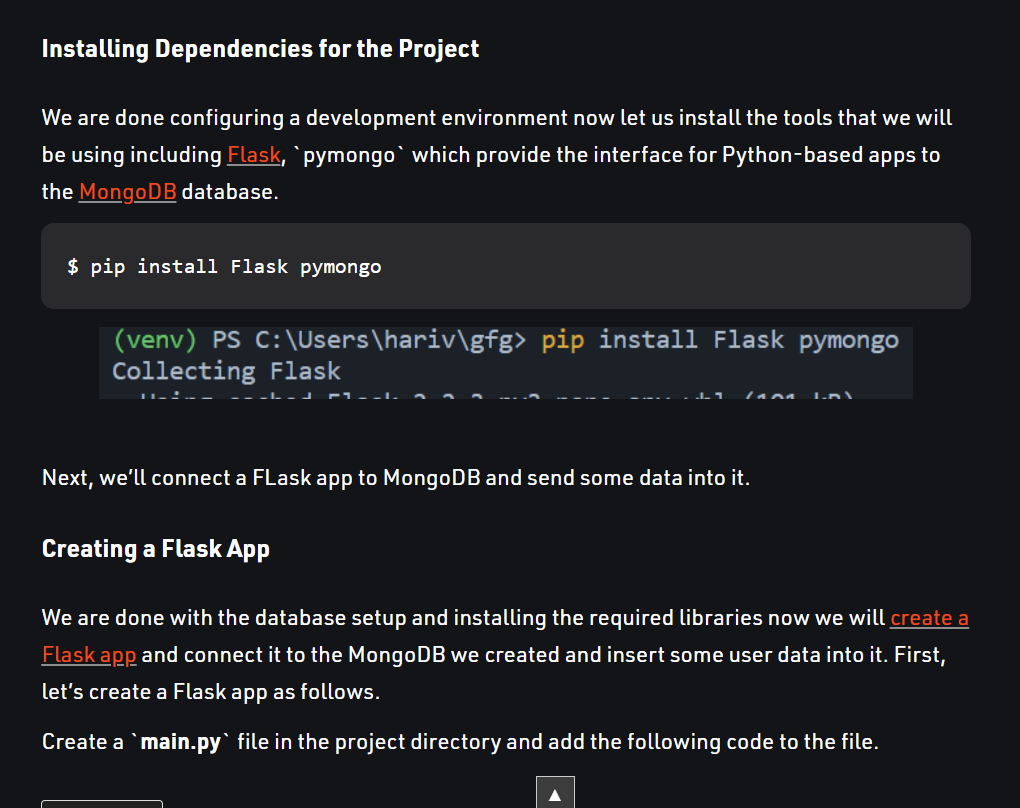 Installing Dependencies for the Project
We are done configuring a development environment now let us install the tools that we will
be using including Flask, `pymongo` which provide the interface for Python-based apps to
the MongoDB database.
$ pip install Flask pymongo
(venv) PS C:\Users\hariv\gfg> pip install Flask pymongo
Collecting Flask
Next, we’ll connect a FLask app to MongoDB and send some data into it.
Creating a Flask App
We are done with the database setup and installing the required libraries now we will create a
Flask app and connect it to the MongoDB we created and insert some user data into it. First,
let’s create a Flask app as follows.
Create a `main.py` file in the project directory and add the following code to the file.